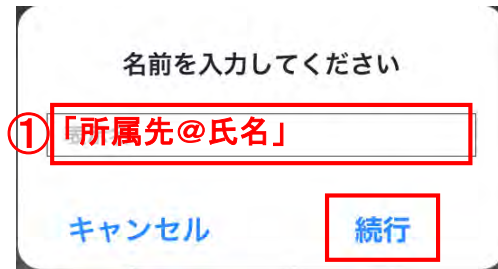 名前を入力してください
①「所属先@氏名」
キャンセル 続行